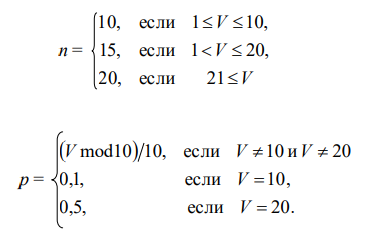 n = { 10, если 1 ≤ V ≤ 10,
15, если 1 < V ≤ 20,
20, если 21 ≤ V
p = { (V mod10)/10, если V ≠ 10 и V ≠ 20
0,1, если V = 10,
0,5, если V = 20.